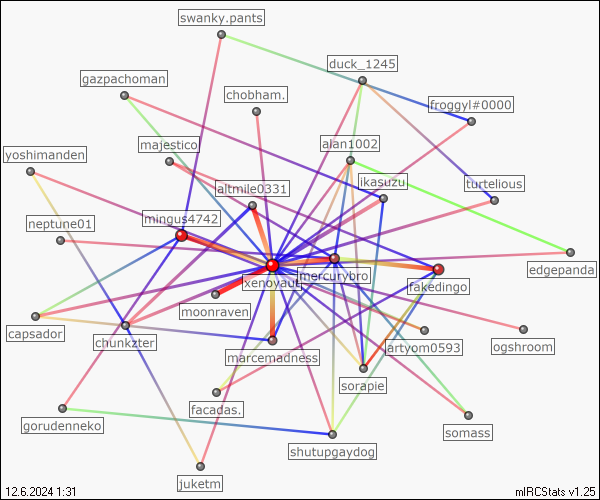 swanky.pants
duck_1245
gazpachoman
chobham.
froggyl#0000
majestico
alan1002
yoshimanden
ikasuzu
turtelious
altmile0331
mingus4742
neptune01
edgepanda
xenoyaut
mercurybro
fakedingo
moonraven
capsador
chunkzter
ogshroom
artyom0593
marcemadness
sorapie
facadas.
gorudenneko
somass
shutupgaydog
juketm
12.6.2024 1:31
mIRCStats v1.25